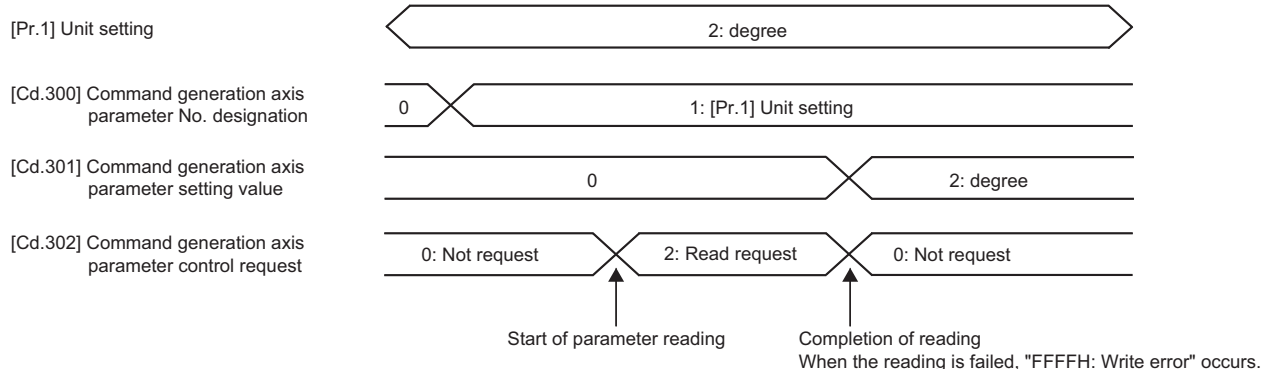 [Pr.1] Unit setting
2: degree
[Cd.300] Command generation axis
parameter No. designation
0
1: [Pr.1] Unit setting
[Cd.301] Command generation axis
parameter setting value
0
2: degree
[Cd.302] Command generation axis
parameter control request
0: Not request
2: Read request
0: Not request
Start of parameter reading
Completion of reading
When the reading is failed, "FFFFH: Write error" occurs.